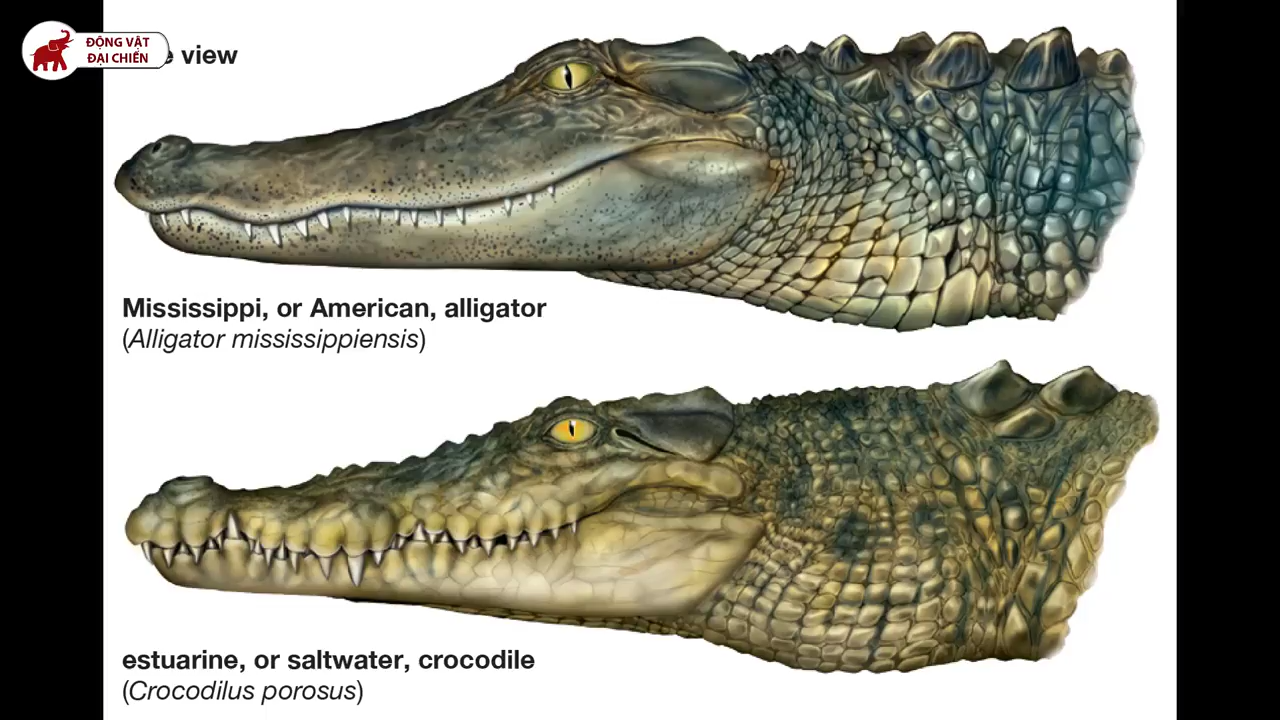 ĐỘNG VẬT
ĐẠI CHIẾN
view
Mississippi, or American, alligator
(Alligator mississippiensis)
estuarine, or saltwater, crocodile
(Crocodilus porosus)